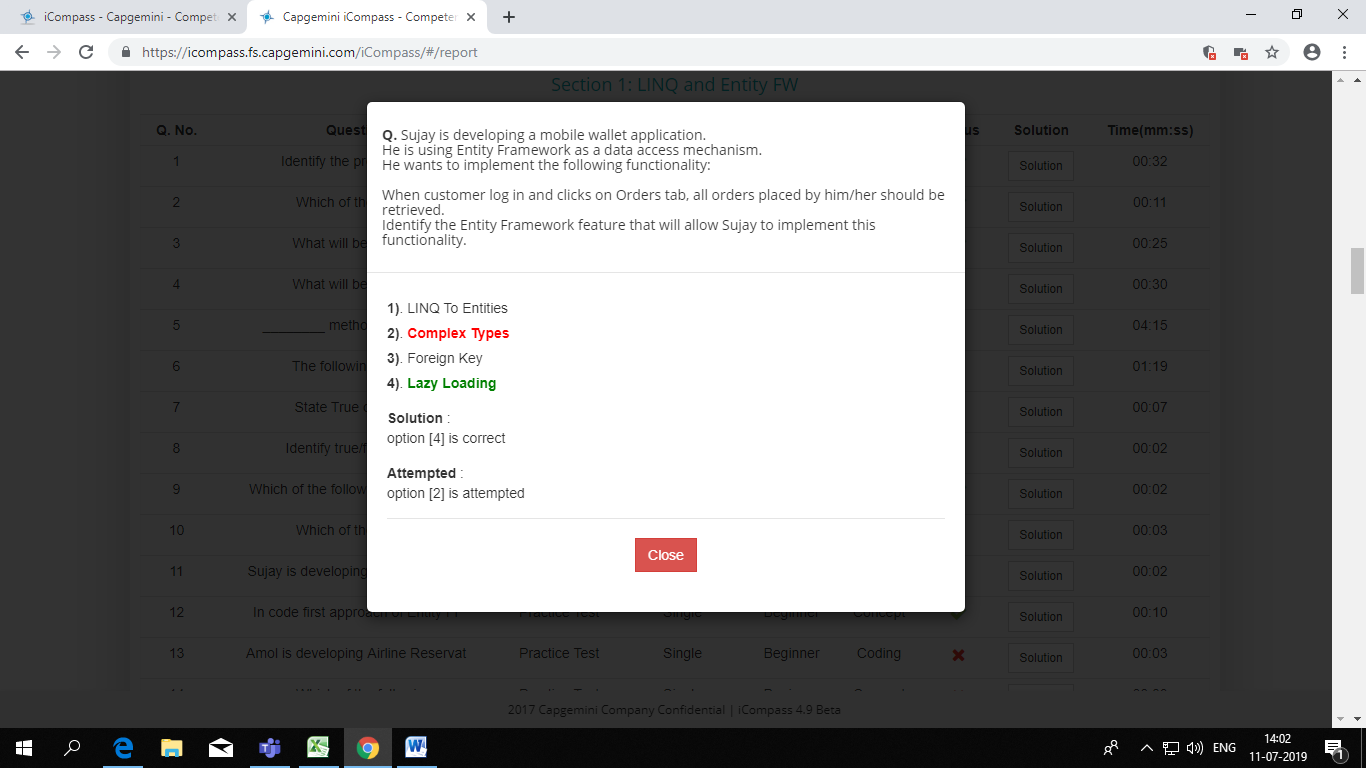 iCompass - Capgemini - Compet
Capgemini iCompass - Competen
https://icompass.fs.capgemini.com/iCompass/#/report
Section 1: LINQ and Entity FW
Q. No. Quest us Solution Time(mm:ss)
1 Identify the pr Solution 00:32
2 Which of th Solution 00:11
3 What will be Solution 00:25
4 What will be Solution 00:30
5 ________ metho Solution 04:15
6 The followin Solution 01:19
7 State True o Solution 00:07
8 Identify true/f Solution 00:02
9 Which of the follow Solution 00:02
10 Which of th Solution 00:03
11 Sujay is developing Solution 00:02
12 In code first approach of Entity Fr Practice Test Single Beginner Concept Solution 00:10
13 Amol is developing Airline Reservat Practice Test Single Beginner Coding Solution 00:03
Q. Sujay is developing a mobile wallet application.
He is using Entity Framework as a data access mechanism.
He wants to implement the following functionality:
When customer log in and clicks on Orders tab, all orders placed by him/her should be
retrieved.
Identify the Entity Framework feature that will allow Sujay to implement this
functionality.
1). LINQ To Entities
2). Complex Types
3). Foreign Key
4). Lazy Loading
Solution :
option [4] is correct
Attempted :
option [2] is attempted
Close
2017 Capgemini Company Confidential | iCompass 4.9 Beta
ENG
14:02
11-07-2019
1